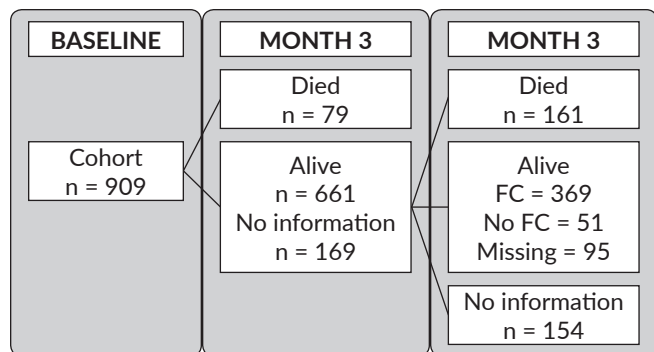 BASELINE
Cohort
n = 909
MONTH 3
Died
n = 79
Alive
n = 661
No information
n = 169
MONTH 3
Died
n = 161
Alive
FC = 369
No FC = 51
Missing = 95
No information
n = 154